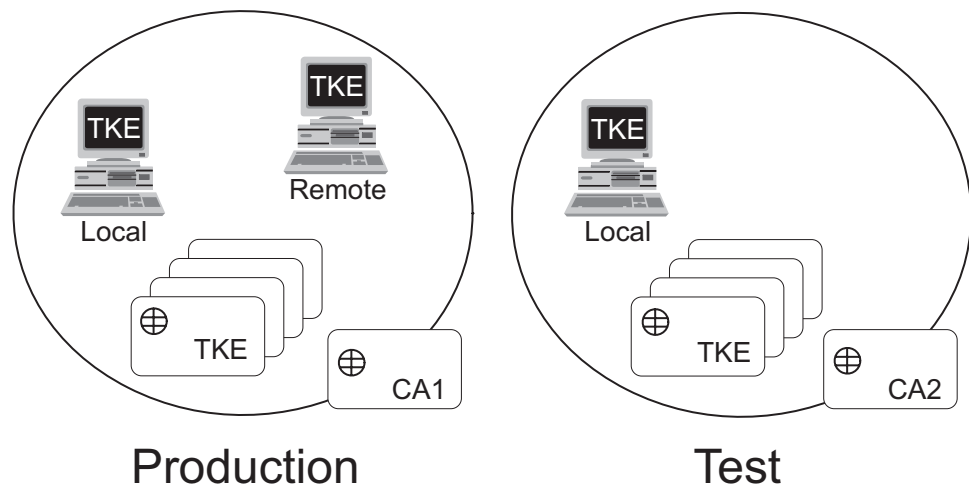 TKE
TKE
Remote
Local
TKE
CA1
Production
TKE
Local
TKE
CA2
Test